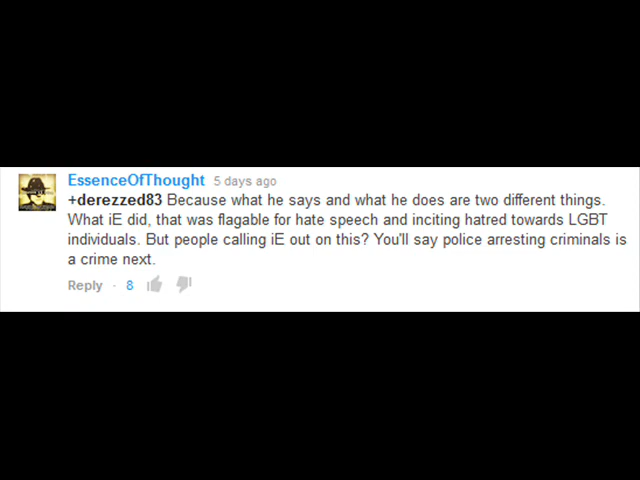 EssenceOfThought 5 days ago
+derezzed83 Because what he says and what he does are two different things.
What iE did, that was flagable for hate speech and inciting hatred towards LGBT
individuals. But people calling iE out on this? You'll say police arresting criminals is
a crime next.
Reply · 8